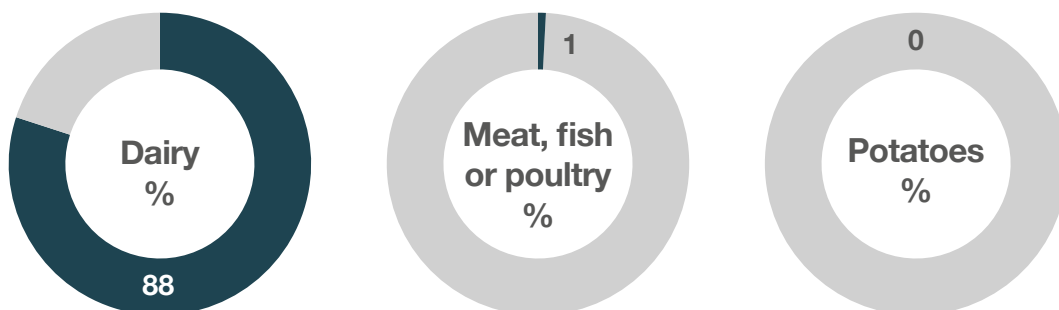 Dairy
%
88
1
Meat, fish
or poultry
%
0
Potatoes
%